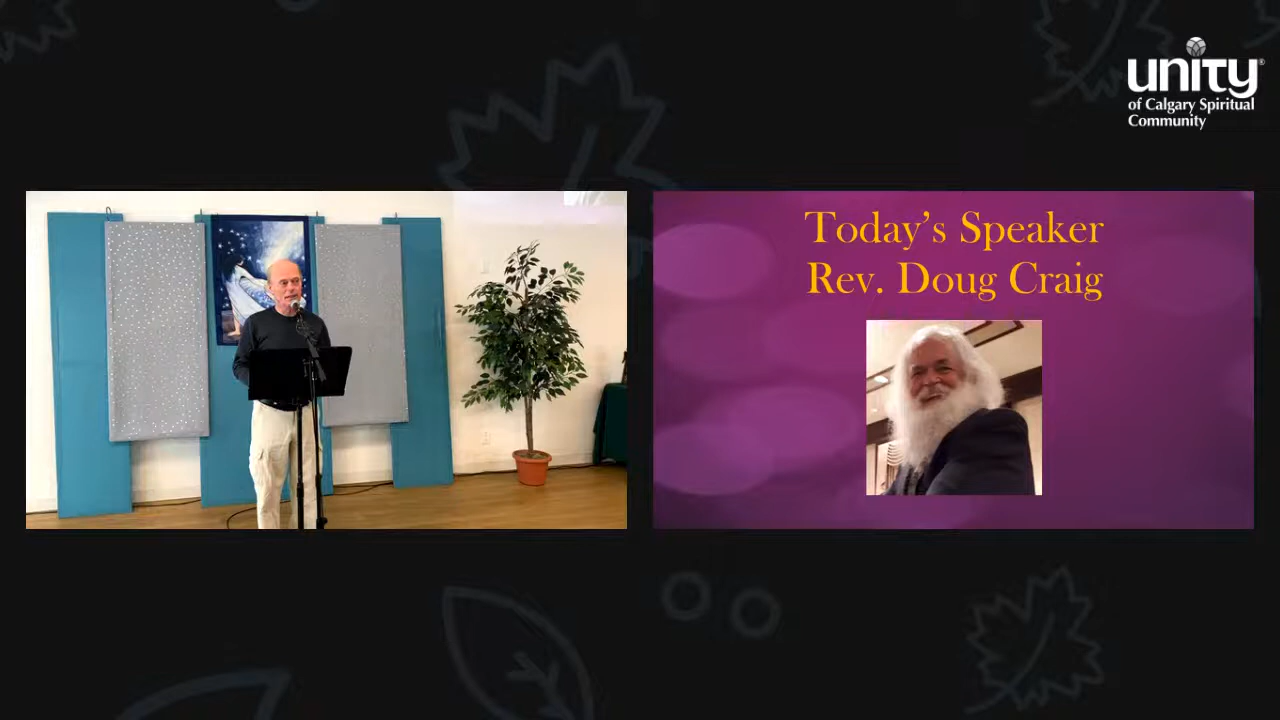 unity®
of Calgary Spiritual
Community
Today's Speaker
Rev. Doug Craig